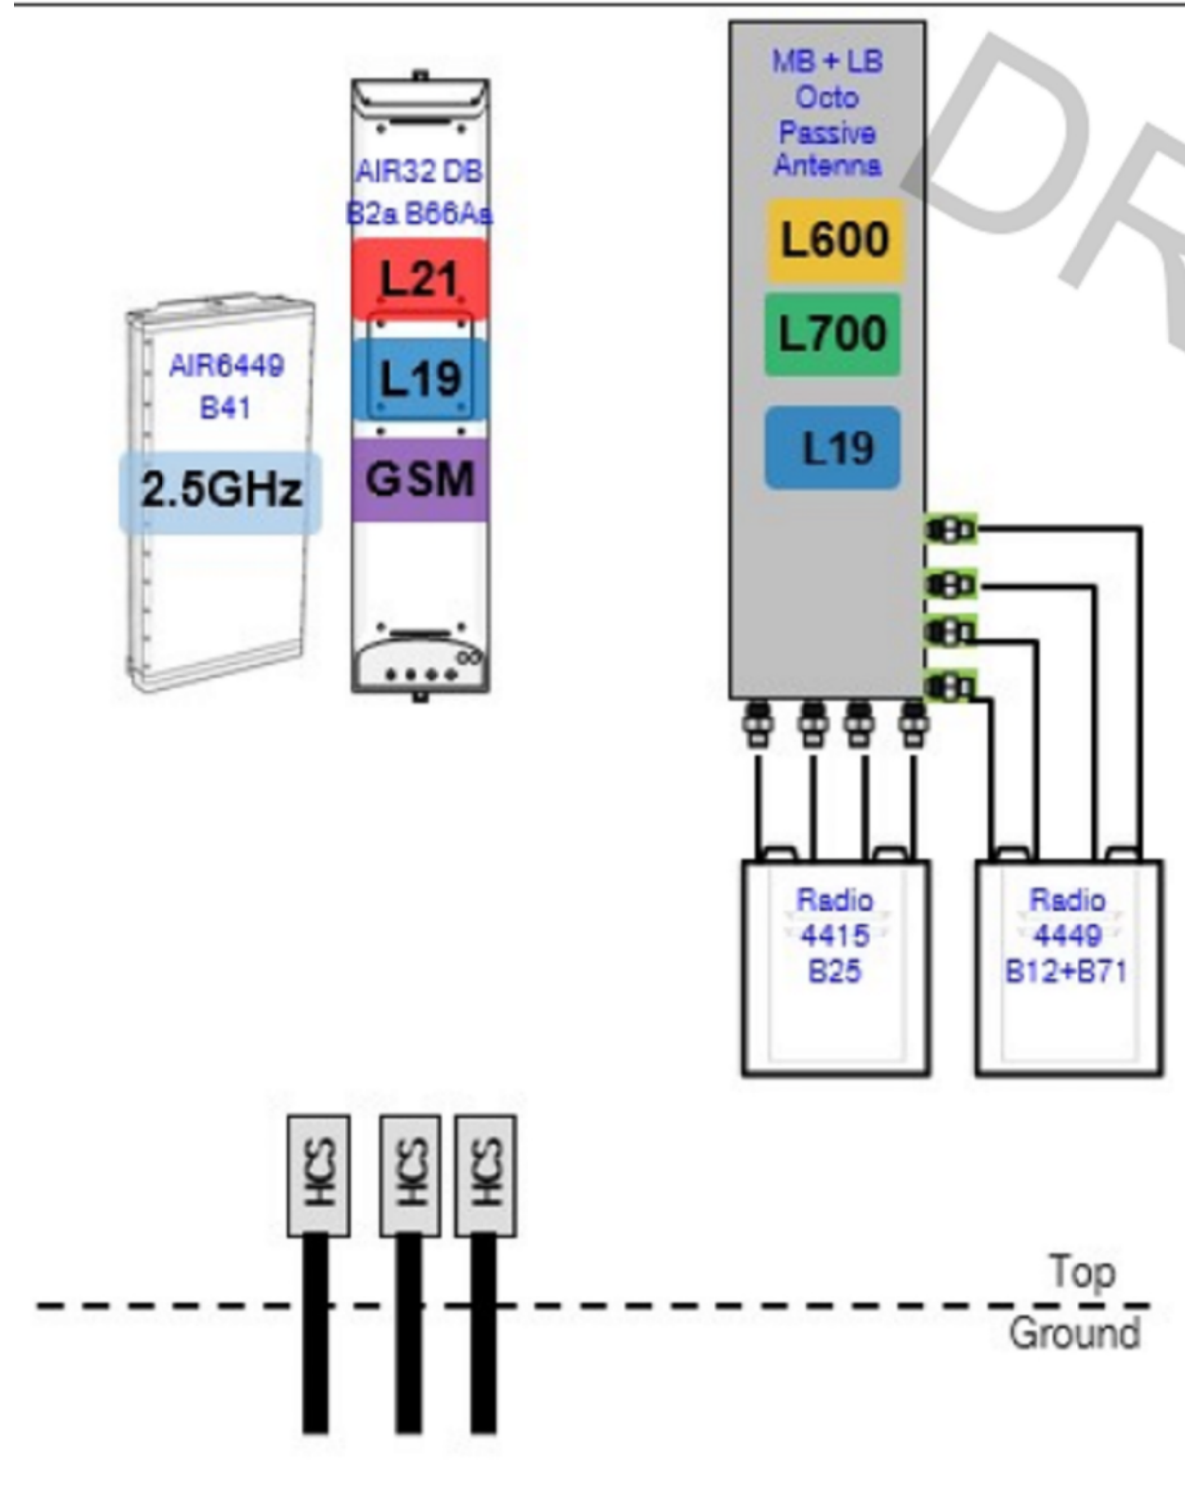 MB + LB
Octo
Passive
Antenna
L600
L700
L19
AIR32 DB
B2a B66Aa
L21
L19
GSM
AIR6449
B41
2.5GHz
Radio
4415
B25
Radio
4449
B12+B71
HCS
HCS
HCS
Top
Ground
DR